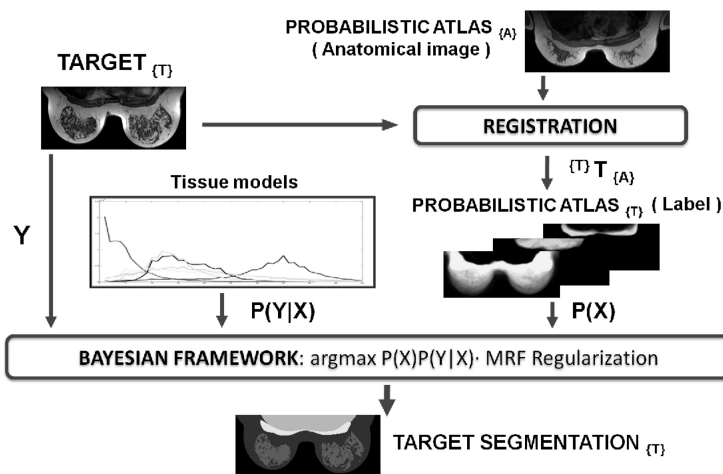 PROBABILISTIC ATLAS {A}
( Anatomical image )
TARGET {T}
REGISTRATION
{T} T {A}
Tissue models
PROBABILISTIC ATLAS {T} ( Label )
Y
P(Y|X)
P(X)
BAYESIAN FRAMEWORK: argmax P(X)P(Y|X)· MRF Regularization
TARGET SEGMENTATION {T}